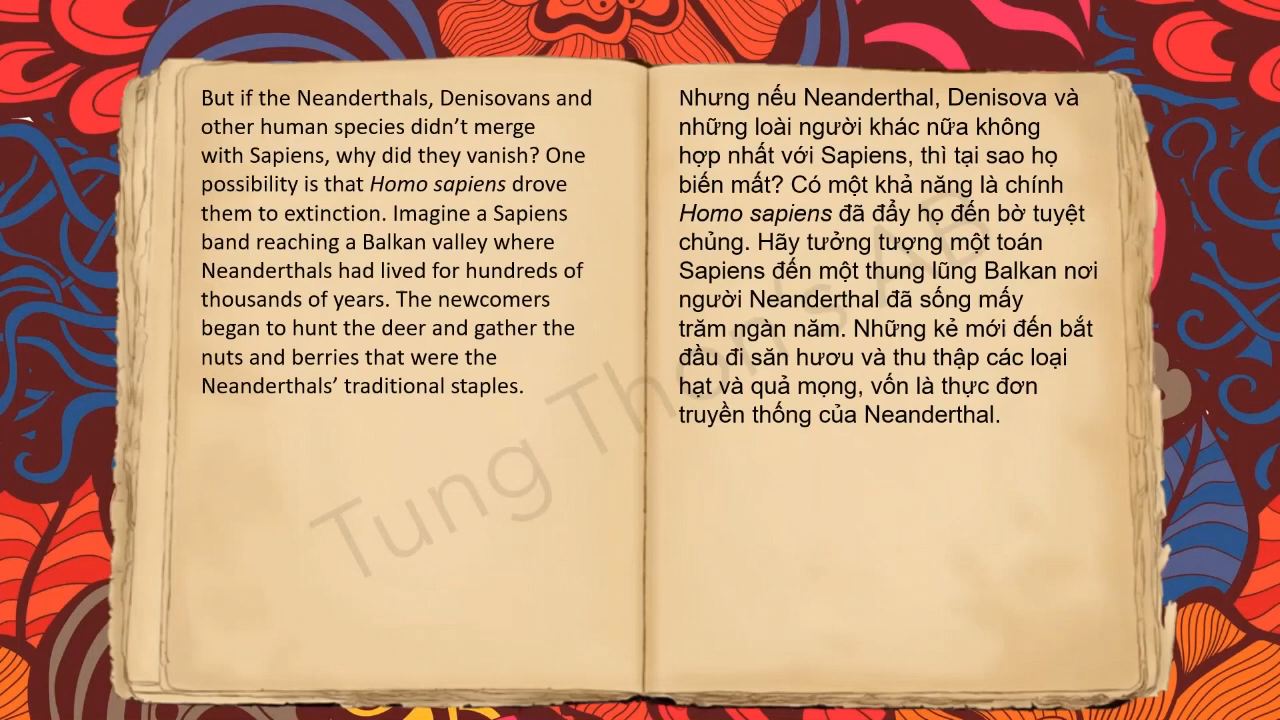 But if the Neanderthals, Denisovans and
other human species didn’t merge
with Sapiens, why did they vanish? One
possibility is that Homo sapiens drove
them to extinction. Imagine a Sapiens
band reaching a Balkan valley where
Neanderthals had lived for hundreds of
thousands of years. The newcomers
began to hunt the deer and gather the
nuts and berries that were the
Neanderthals’ traditional staples.
Nhưng nếu Neanderthal, Denisova và
những loài người khác nữa không
hợp nhất với Sapiens, thì tại sao họ
biến mất? Có một khả năng là chính
Homo sapiens đã đẩy họ đến bờ tuyệt
chủng. Hãy tưởng tượng một toán
Sapiens đến một thung lũng Balkan nơi
người Neanderthal đã sống mấy
trăm ngàn năm. Những kẻ mới đến bắt
đầu đi săn hươu và thu thập các loại
hạt và quả mọng, vốn là thực đơn
truyền thống của Neanderthal.
Tung Thom's AB